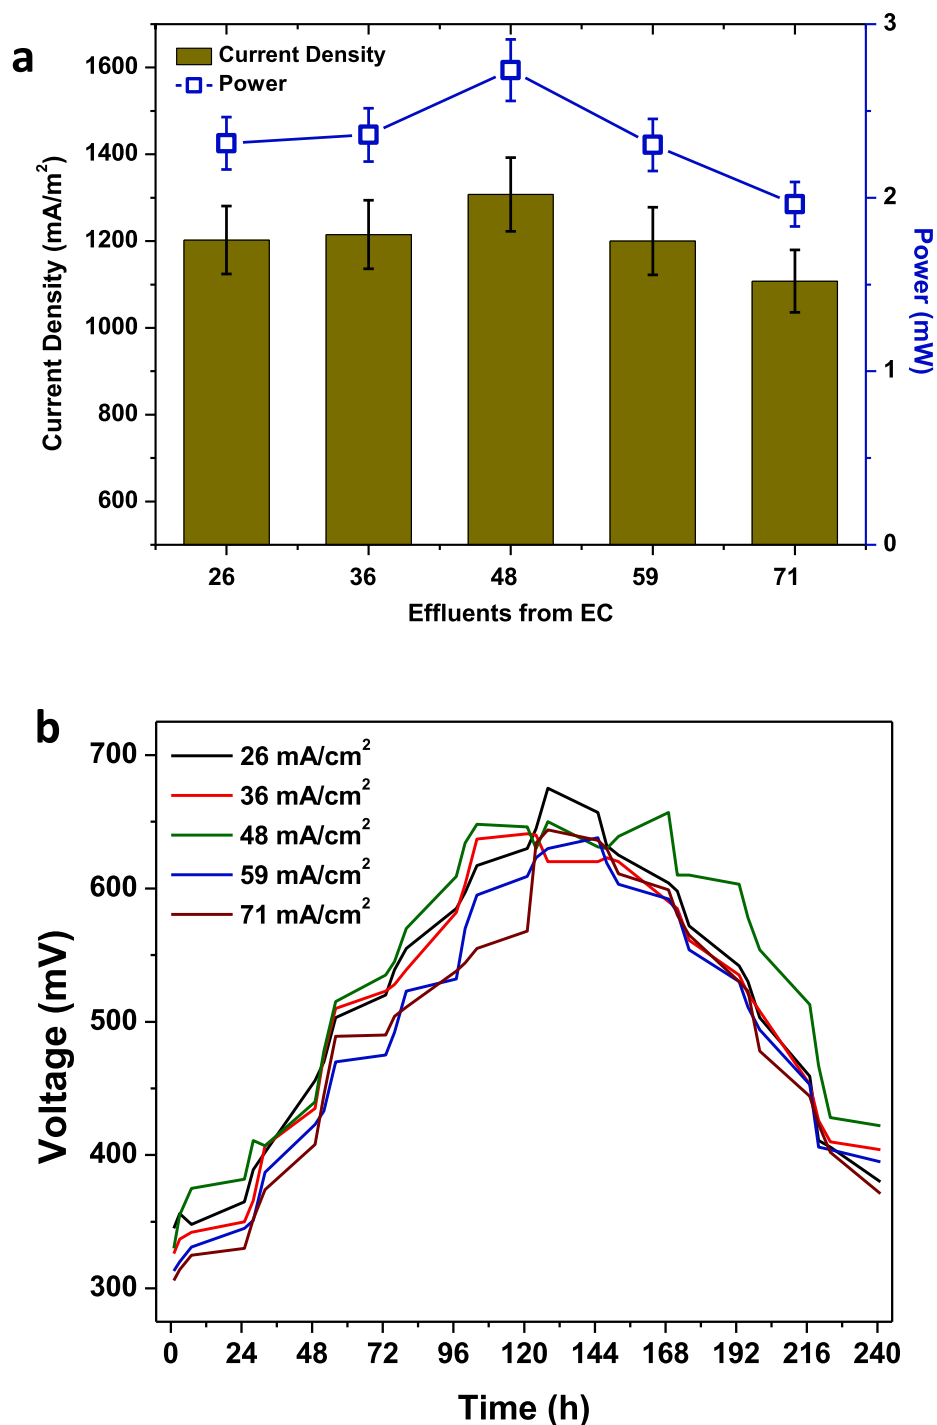 a
Current Density
Power
1600
1400
1200
1000
800
600
Current Density (mA/m²)
3
2
1
0
Power (mW)
26 36 48 59 71
Effluents from EC
b
26 mA/cm²
36 mA/cm²
48 mA/cm²
59 mA/cm²
71 mA/cm²
700
600
500
400
300
Voltage (mV)
0 24 48 72 96 120 144 168 192 216 240
Time (h)